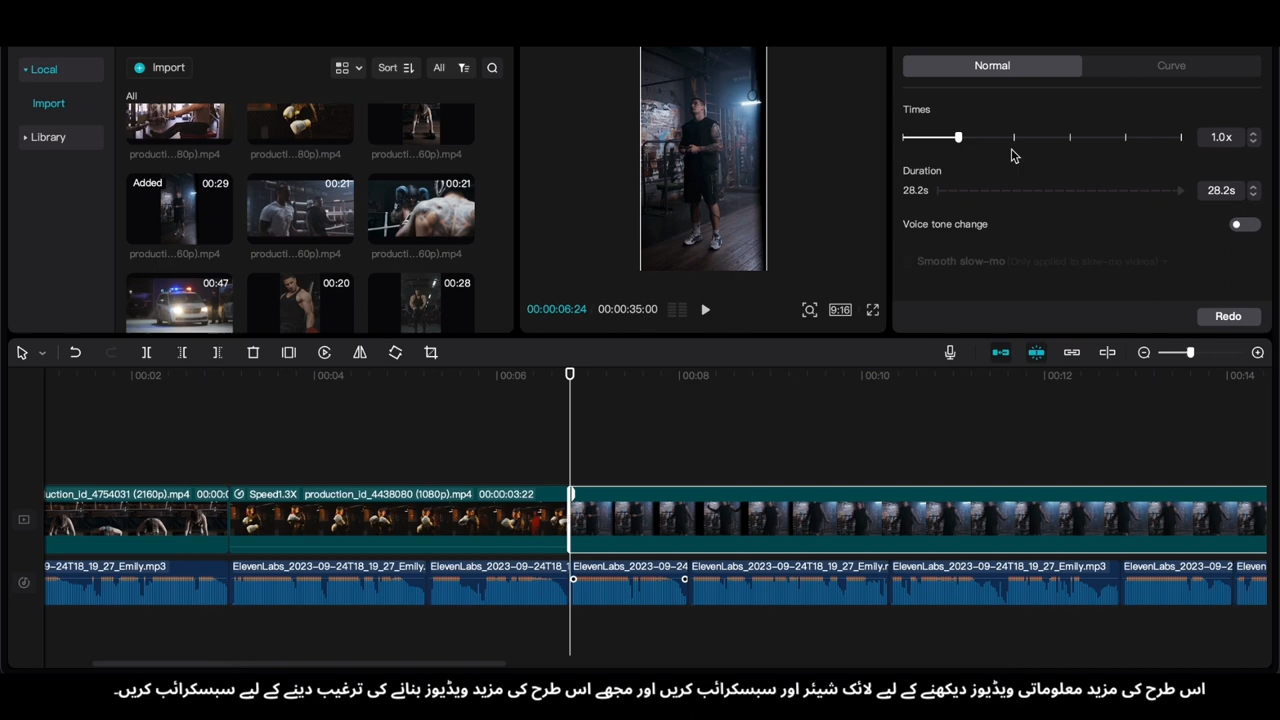 Local
Import
Library
Import
Sort
All
All
producti...80p).mp4
producti...80p).mp4
producti...60p).mp4
Added
00:29
00:21
00:21
producti...60p).mp4
producti...60p).mp4
producti...60p).mp4
00:47
00:20
00:28
00:00:06:24
00:00:35:00
9:16
Normal
Curve
Times
1.0x
Duration
28.2s
28.2s
Voice tone change
Smooth slow-mo (Only applied to slow-mo videos)
Redo
00:02
00:04
00:06
00:08
00:10
00:12
00:14
uction_id_4754031 (2160p).mp4 00:00:0
Speed1.3X production_id_4438080 (1080p).mp4 00:00:03:22
9-24T18_19_27_Emily.mp3
ElevenLabs_2023-09-24T18_19_27_Emily.
ElevenLabs_2023-09-24T18_19_27_1
ElevenLabs_2023-09-24
ElevenLabs_2023-09-24T18_19_27_Emily.r
ElevenLabs_2023-09-24T18_19_27_Emily.mp3
ElevenLabs_2023-09-2
Eleven
اس طرح کی مزید معلوماتی ویڈیوز دیکھنے کے لیے لائک شیئر اور سبسکرائب کریں اور مجھے اس طرح کی مزید ویڈیوز بنانے کی ترغیب دینے کے لیے سبسکرائب کریں۔